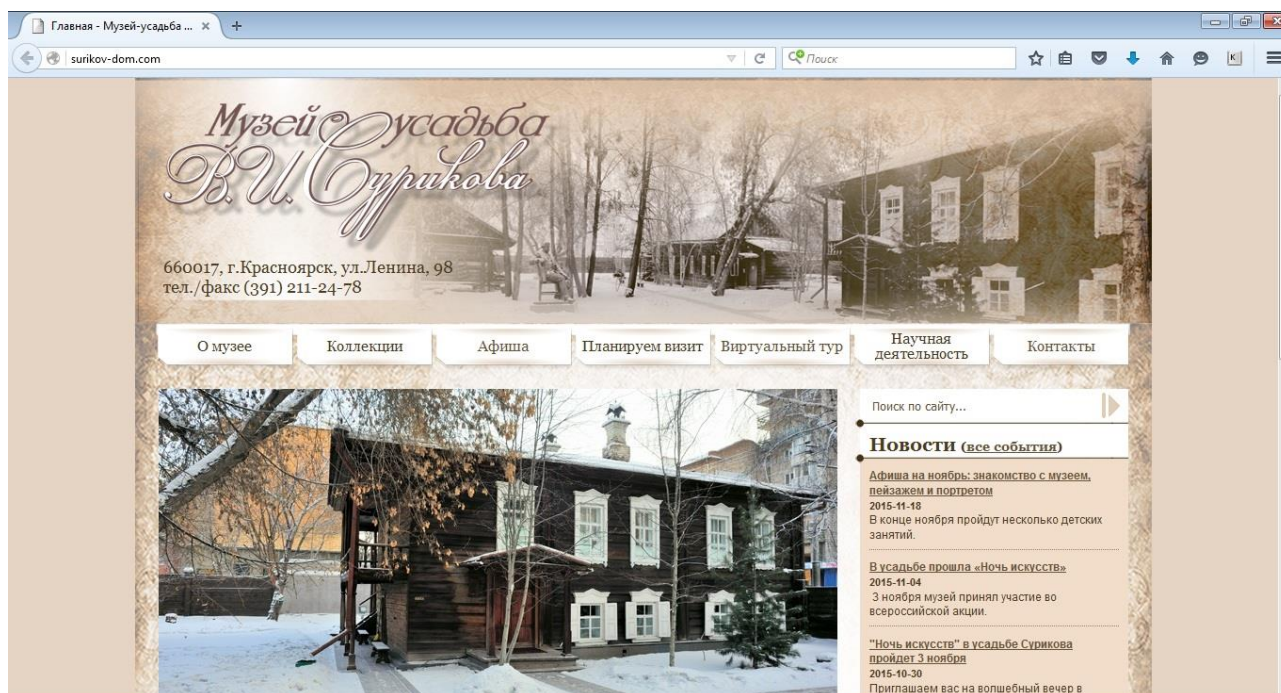 Главная - Музей-усадьба ...
surikov-dom.com
Поиск
Музей усадьба
В.И.Сурикова
660017, г.Красноярск, ул.Ленина, 98
тел./факс (391) 211-24-78
О музее
Коллекции
Афиша
Планируем визит
Виртуальный тур
Научная
деятельность
Контакты
Поиск по сайту...
Новости (все события)
Афиша на ноябрь: знакомство с музеем,
пейзажем и портретом
2015-11-18
В конце ноября пройдут несколько детских
занятий.
В усадьбе прошла «Ночь искусств»
2015-11-04
3 ноября музей принял участие во
всероссийской акции.
"Ночь искусств" в усадьбе Сурикова
пройдет 3 ноября
2015-10-30
Приглашаем вас на волшебный вечер в